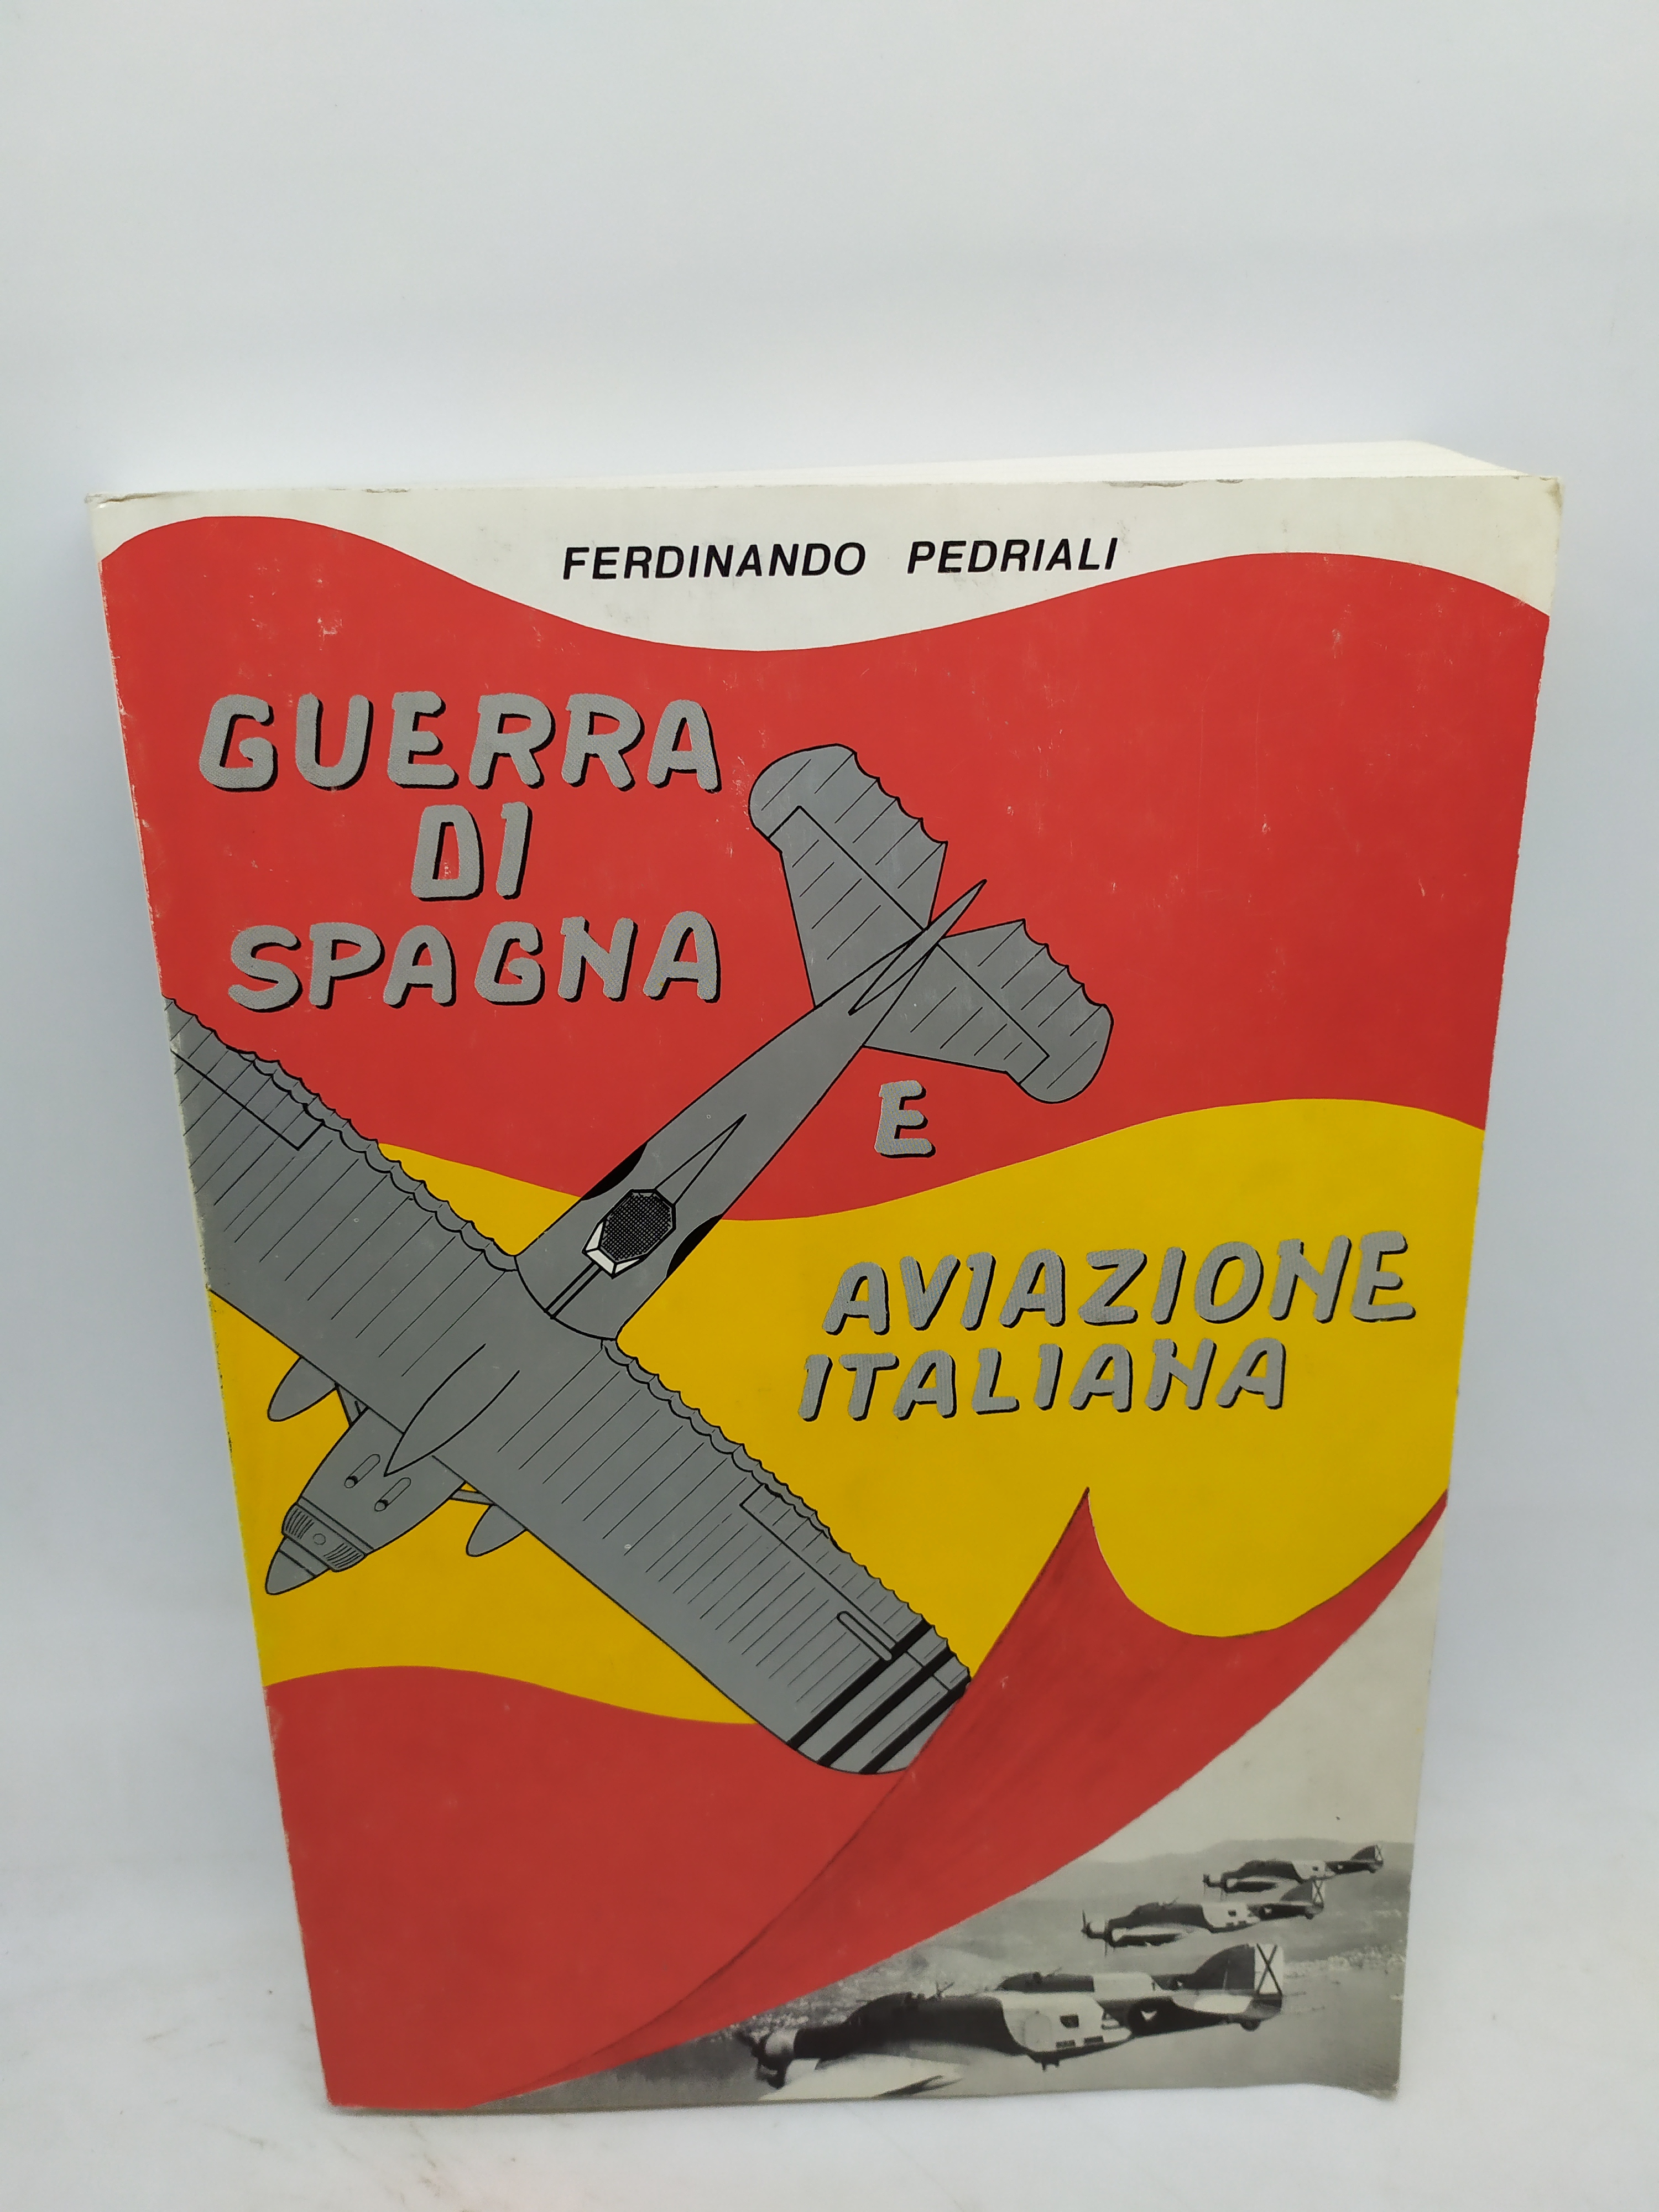 FERDINANDO PEDRIALI
GUERRA
DI
SPAGNA
E
AVIAZIONE
ITALIANA